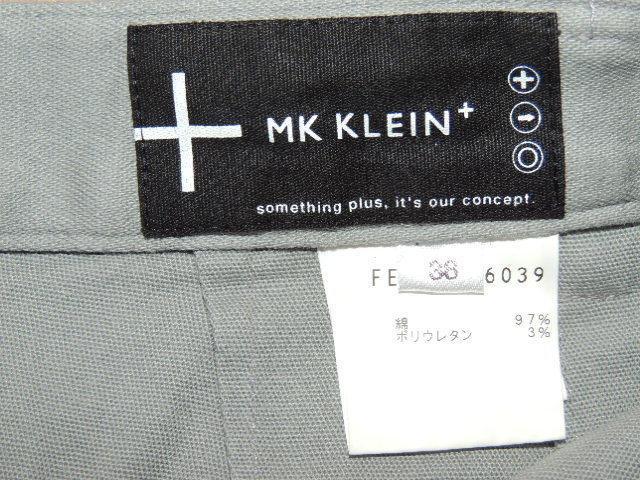 MK KLEIN+
something plus, it's our concept.
FE 38 6039
綿 97%
ポリウレタン 3%